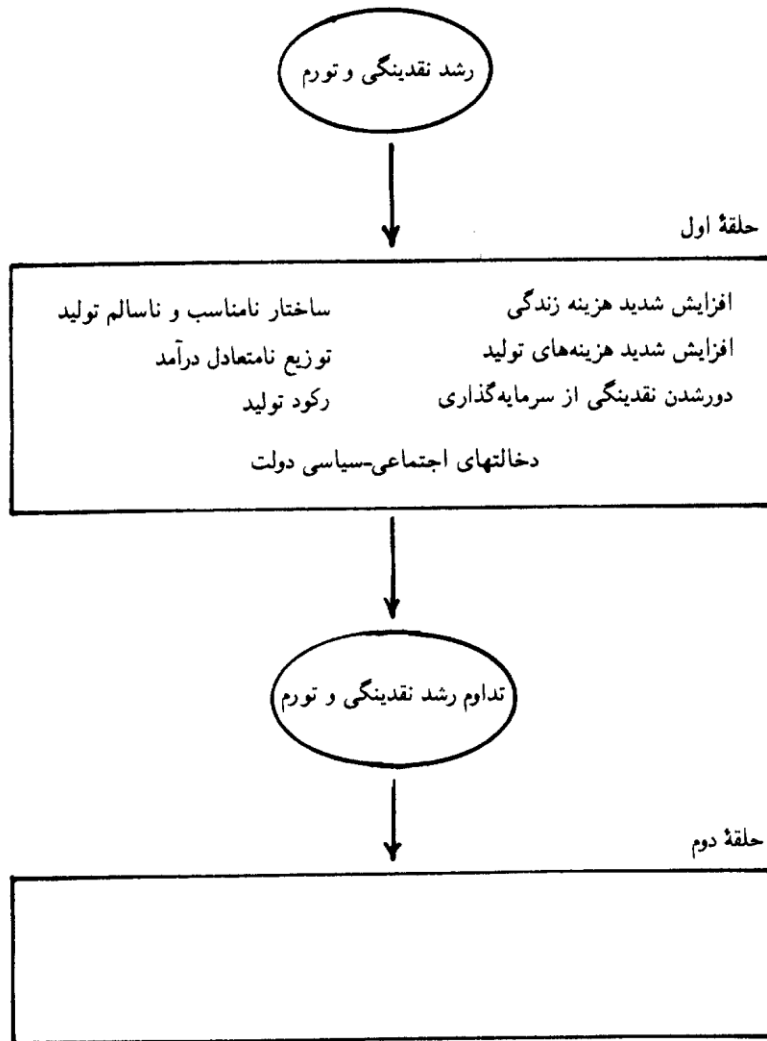 رشد نقدینگی و تورم
حلقهٔ اول
افزایش شدید هزینه زندگی
افزایش شدید هزینه‌های تولید
دورشدن نقدینگی از سرمایه‌گذاری
ساختار نامناسب و ناسالم تولید
توزیع نامتعادل درآمد
رکود تولید
دخالتهای اجتماعی-سیاسی دولت
تداوم رشد نقدینگی و تورم
حلقهٔ دوم